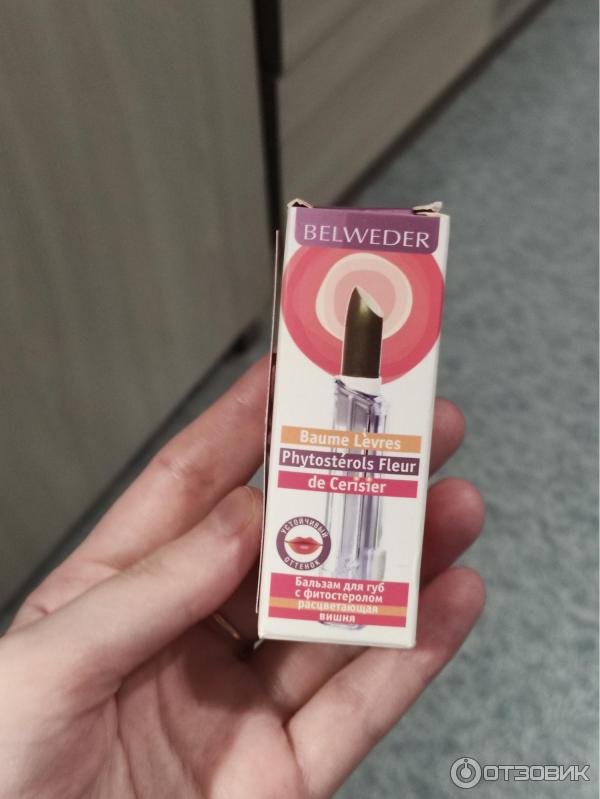 BELWEDER
Baume Lèvres
Phytostérols Fleur
de Cerisier
УСТОЙЧИВЫЙ
ОТТЕНОК
Бальзам для губ
с фитостеролом
расцветающая
вишня
ОТЗОВИК